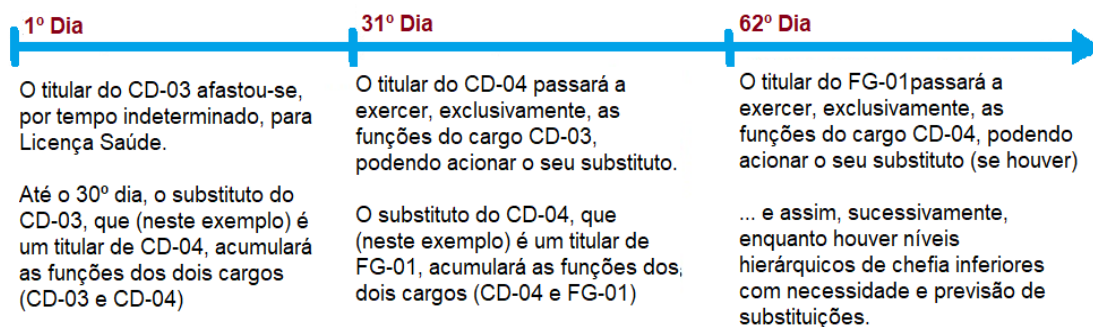 1º Dia
O titular do CD-03 afastou-se,
por tempo indeterminado, para
Licença Saúde.
Até o 30º dia, o substituto do
CD-03, que (neste exemplo) é
um titular de CD-04, acumulará
as funções dos dois cargos
(CD-03 e CD-04)
31º Dia
O titular do CD-04 passará a
exercer, exclusivamente, as
funções do cargo CD-03,
podendo acionar o seu substituto.
O substituto do CD-04, que
(neste exemplo) é um titular de
FG-01, acumulará as funções dos
dois cargos (CD-04 e FG-01)
62º Dia
O titular do FG-01passará a
exercer, exclusivamente, as
funções do cargo CD-04, podendo
acionar o seu substituto (se houver)
... e assim, sucessivamente,
enquanto houver níveis
hierárquicos de chefia inferiores
com necessidade e previsão de
substituições.